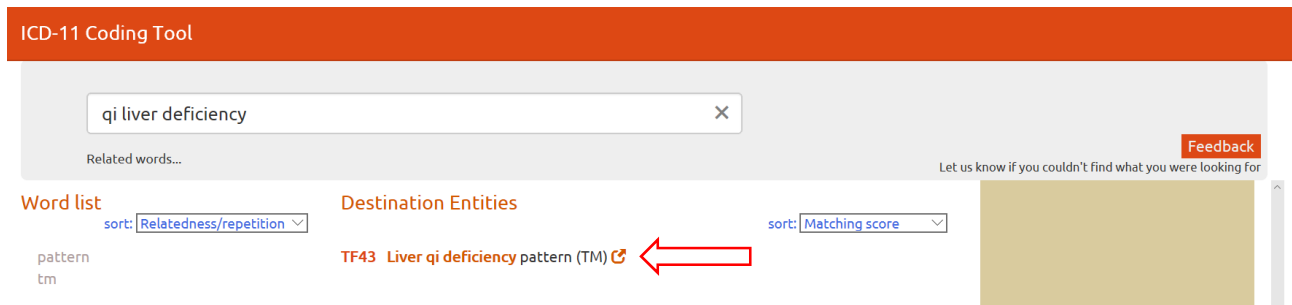 ICD-11 Coding Tool
qi liver deficiency
Related words...
Feedback
Let us know if you couldn't find what you were looking for
Word list
sort: Relatedness/repetition
pattern
tm
Destination Entities
sort: Matching score
TF43 Liver qi deficiency pattern (TM)